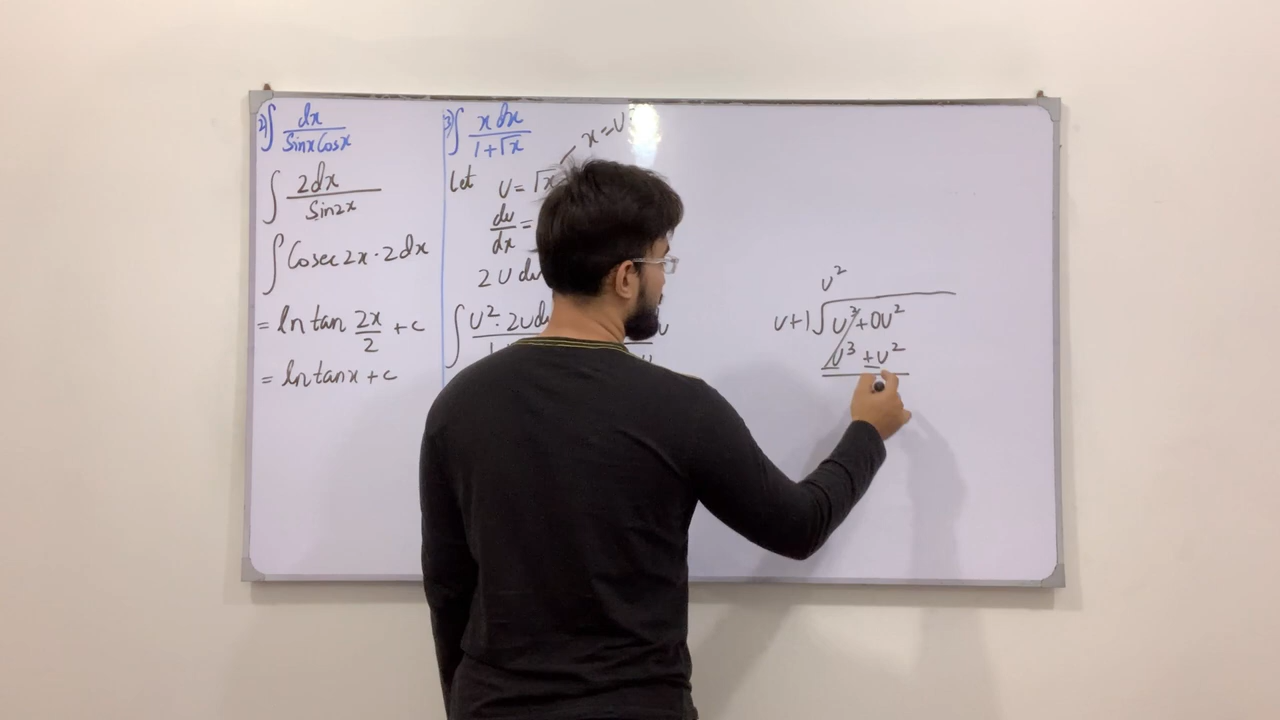 2) ∫ dx / Sinx Cosx
∫ 2dx / Sin2x
∫ Cosec 2x · 2dx
= ln tan 2x/2 + c
= ln tanx + c
3) ∫ x dx / 1+√x
Let U = √x
x = U
du/dx =
2U du
∫ U² · 2U du
U²
U+1 √ U³ + 0U²
U³ + U²